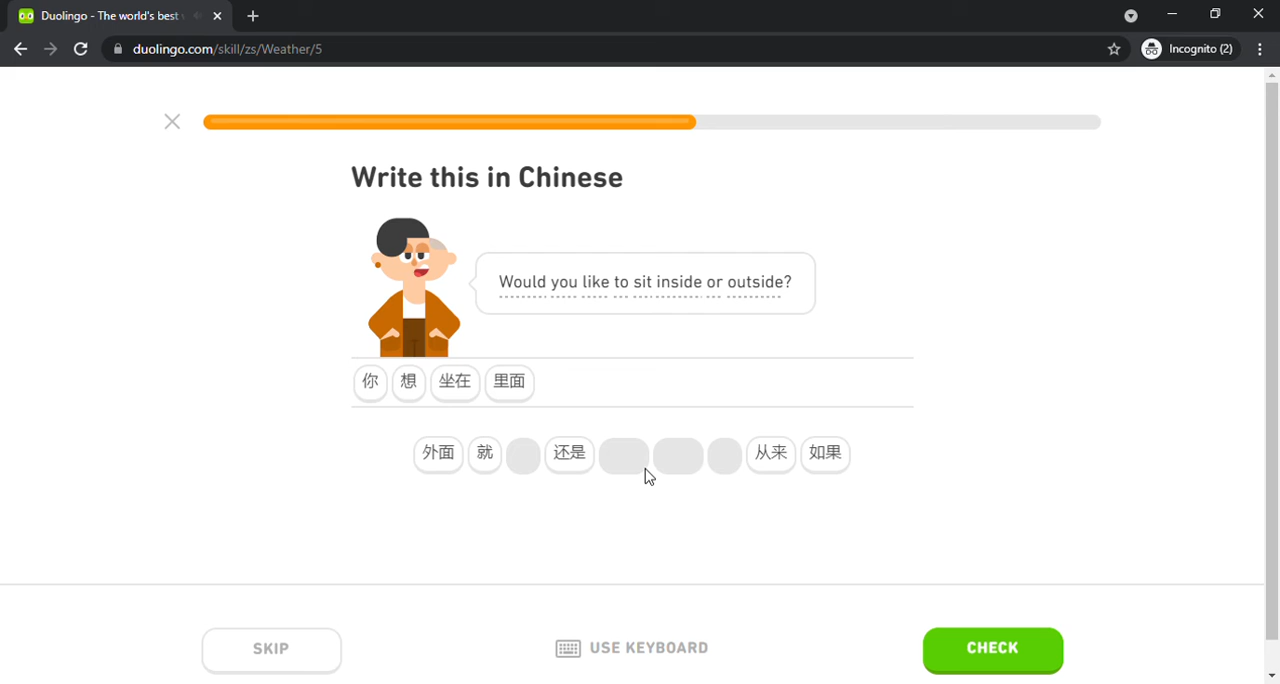 Duolingo - The world's best
duolingo.com/skill/zs/Weather/5
Incognito (2)
Write this in Chinese
Would you like to sit inside or outside?
你 想 坐在 里面
外面 就 还是 从来 如果
SKIP
USE KEYBOARD
CHECK